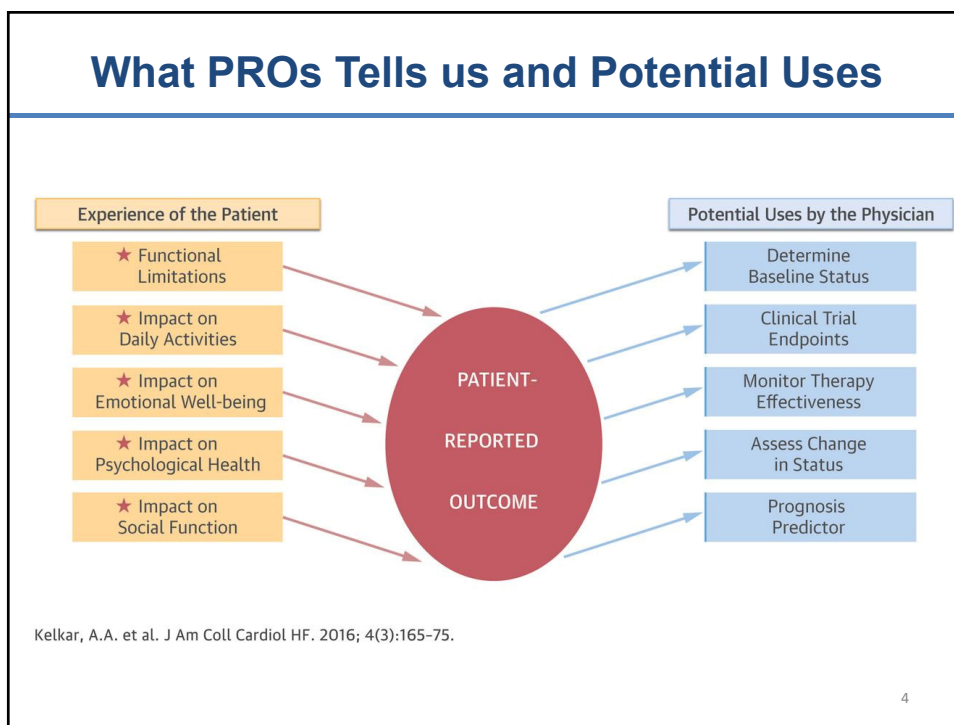 What PROs Tells us and Potential Uses
Experience of the Patient
★ Functional
Limitations
★ Impact on
Daily Activities
★ Impact on
Emotional Well-being
★ Impact on
Psychological Health
★ Impact on
Social Function
PATIENT-
REPORTED
OUTCOME
Potential Uses by the Physician
Determine
Baseline Status
Clinical Trial
Endpoints
Monitor Therapy
Effectiveness
Assess Change
in Status
Prognosis
Predictor
Kelkar, A.A. et al. J Am Coll Cardiol HF. 2016; 4(3):165–75.
4